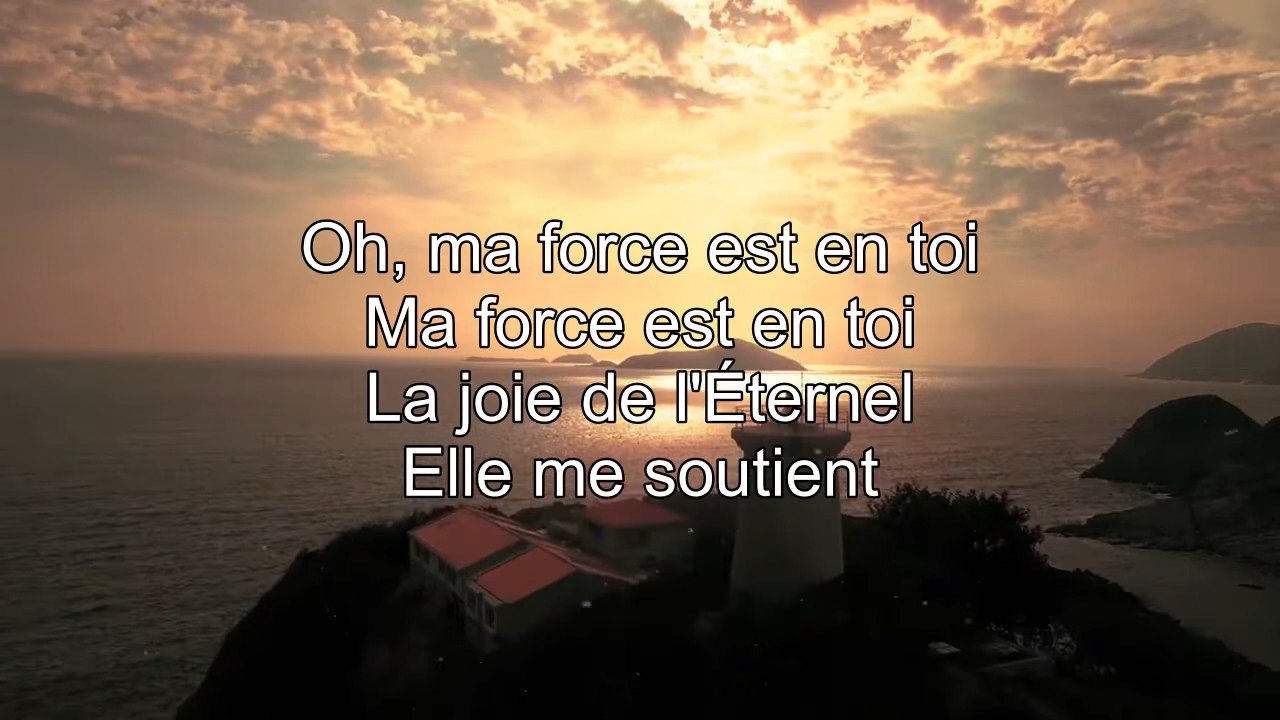 Oh, ma force est en toi
Ma force est en toi
La joie de l'Éternel
Elle me soutient